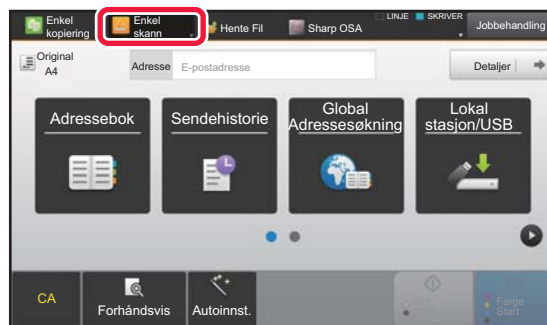 Enkel
kopiering
Enkel
skann
Hente Fil
Sharp OSA
LINJE
SKRIVER
Jobbehandling
Original
A4
Adresse
E-postadresse
Detaljer
Adressebok
Sendehistorie
Global
Adressesøkning
Lokal
stasjon/USB
CA
Forhåndsvis
Autoinnst.
Farge
Start